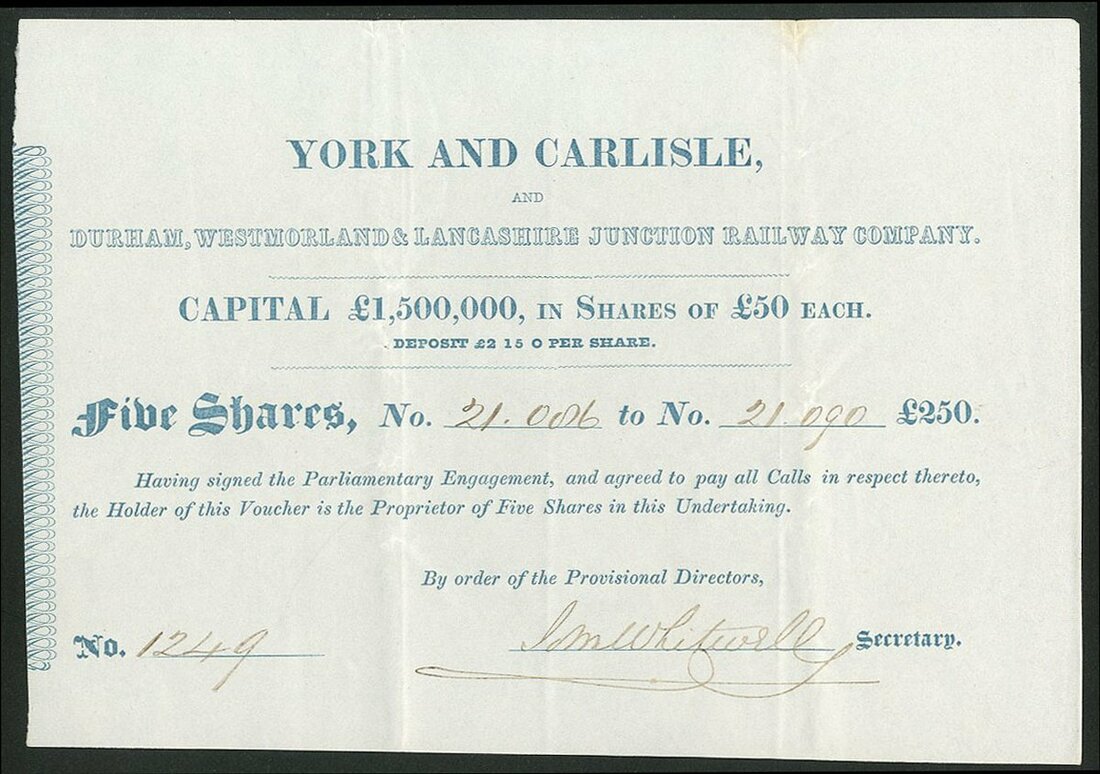 YORK AND CARLISLE,
AND
DURHAM, WESTMORLAND & LANCASHIRE JUNCTION RAILWAY COMPANY.
CAPITAL £1,500,000, IN SHARES OF £50 EACH.
DEPOSIT £2 15 0 PER SHARE.
Five Shares, No. 21.086 to No. 21.090 £250.
Having signed the Parliamentary Engagement, and agreed to pay all Calls in respect thereto,
the Holder of this Voucher is the Proprietor of Five Shares in this Undertaking.
By order of the Provisional Directors,
No. 1249 Whitwell Secretary.